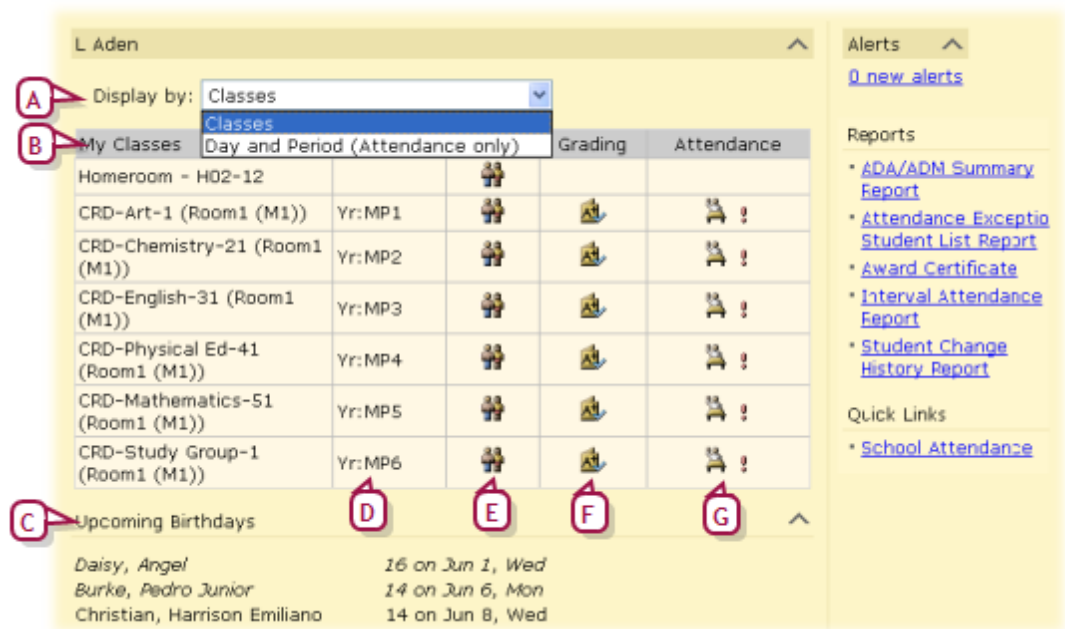 L Aden
A Display by: Classes
Classes
Day and Period (Attendance only)
B My Classes Grading Attendance
Homeroom - H02-12
CRD-Art-1 (Room1 (M1)) Yr:MP1
CRD-Chemistry-21 (Room1
(M1)) Yr:MP2
CRD-English-31 (Room1
(M1)) Yr:MP3
CRD-Physical Ed-41
(Room1 (M1)) Yr:MP4
CRD-Mathematics-51
(Room1 (M1)) Yr:MP5
CRD-Study Group-1
(Room1 (M1)) Yr:MP6
D E F G
C Upcoming Birthdays
Daisy, Angel 16 on Jun 1, Wed
Burke, Pedro Junior 14 on Jun 6, Mon
Christian, Harrison Emiliano 14 on Jun 8, Wed
Alerts
0 new alerts
Reports
• ADA/ADM Summary
Report
• Attendance Exceptio
Student List Report
• Award Certificate
• Interval Attendance
Report
• Student Change
History Report
Quick Links
• School Attendance